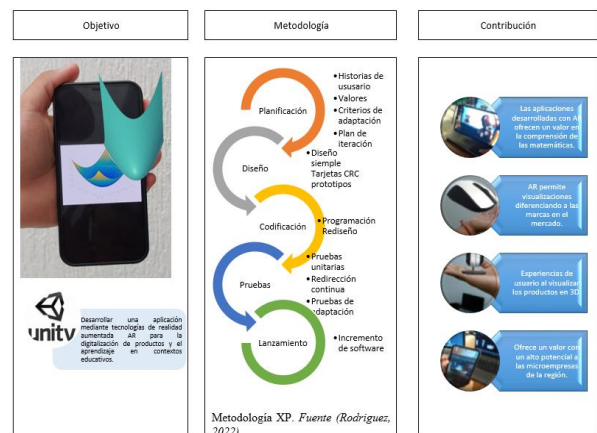 Objetivo
Metodología
Contribución
unity
Desarrollar una aplicación
mediante tecnologías de realidad
aumentada AR para la
digitalización de productos y el
aprendizaje en contextos
educativos.
Planificación
•Historias de
ususario
•Valores
•Criterios de
adaptación
•Plan de
iteración
Diseño
•Diseño
siemple
Tarjetas CRC
prototipos
Codificación
•Programación
Rediseño
Pruebas
•Pruebas
unitarias
•Redirección
continua
•Pruebas de
adaptación
Lanzamiento
•Incremento
de software
Metodología XP. Fuente (Rodriguez,
2022)
Las aplicaciones
desarrolladas con AR
ofrecen un valor en
la comprensión de
las matemáticas.
AR permite
visualizaciones
diferenciando a las
marcas en el
mercado.
Experiencias de
usuario al visualizar
los productos en 3D.
Ofrece un valor con
un alto potencial a
las microempreses
de la región.